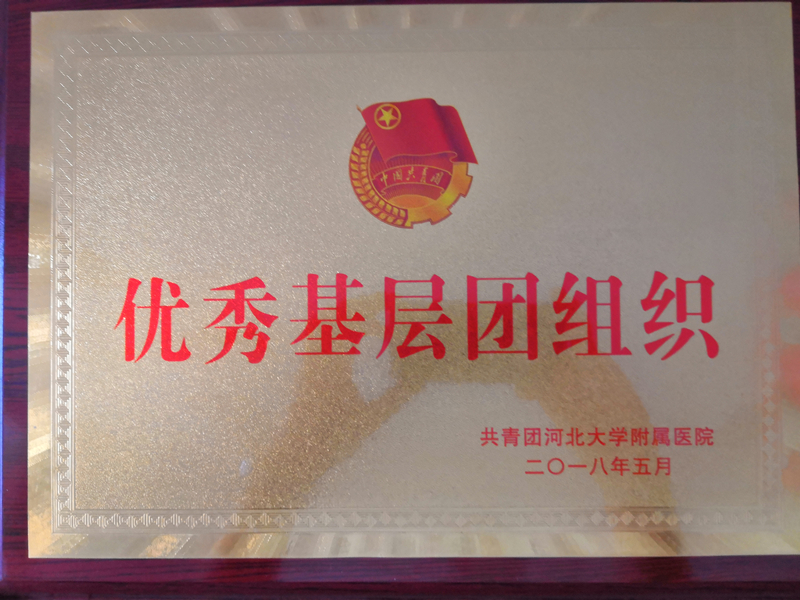 中国共青团
优秀基层团组织
共青团河北大学附属医院
二〇一八年五月